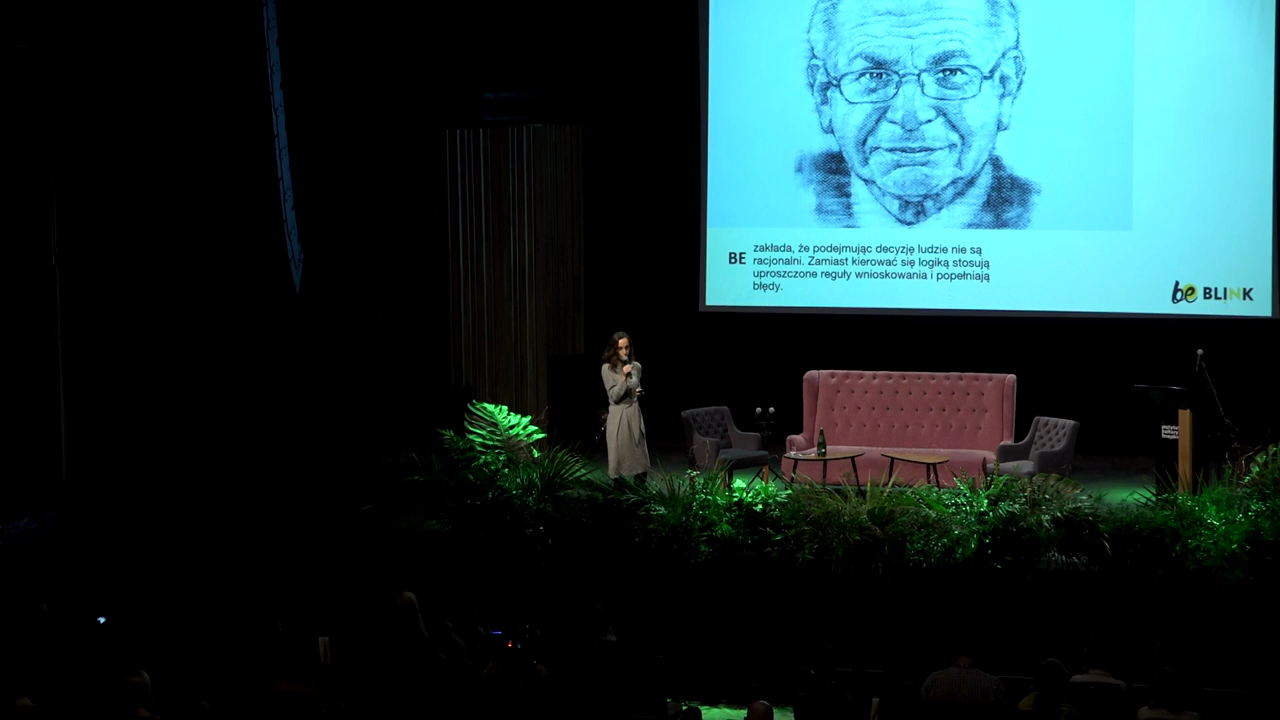 BE
zakłada, że podejmując decyzję ludzie nie są
racjonalni. Zamiast kierować się logiką stosują
uproszczone reguły wnioskowania i popełniają
błędy.
be BLINK